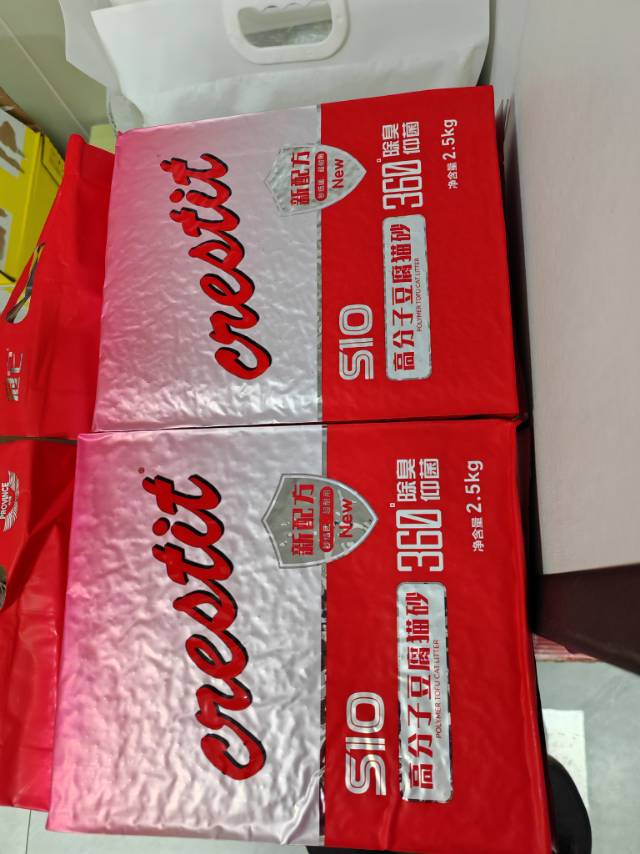 crestit
新配方
New
S10
高分子豆腐猫砂
POLYMER TOFU CAT LITTER
360°除臭
抑菌
净含量 2.5kg
crestit
新配方
New
S10
高分子豆腐猫砂
POLYMER TOFU CAT LITTER
360°除臭
抑菌
净含量 2.5kg
PROVINCE